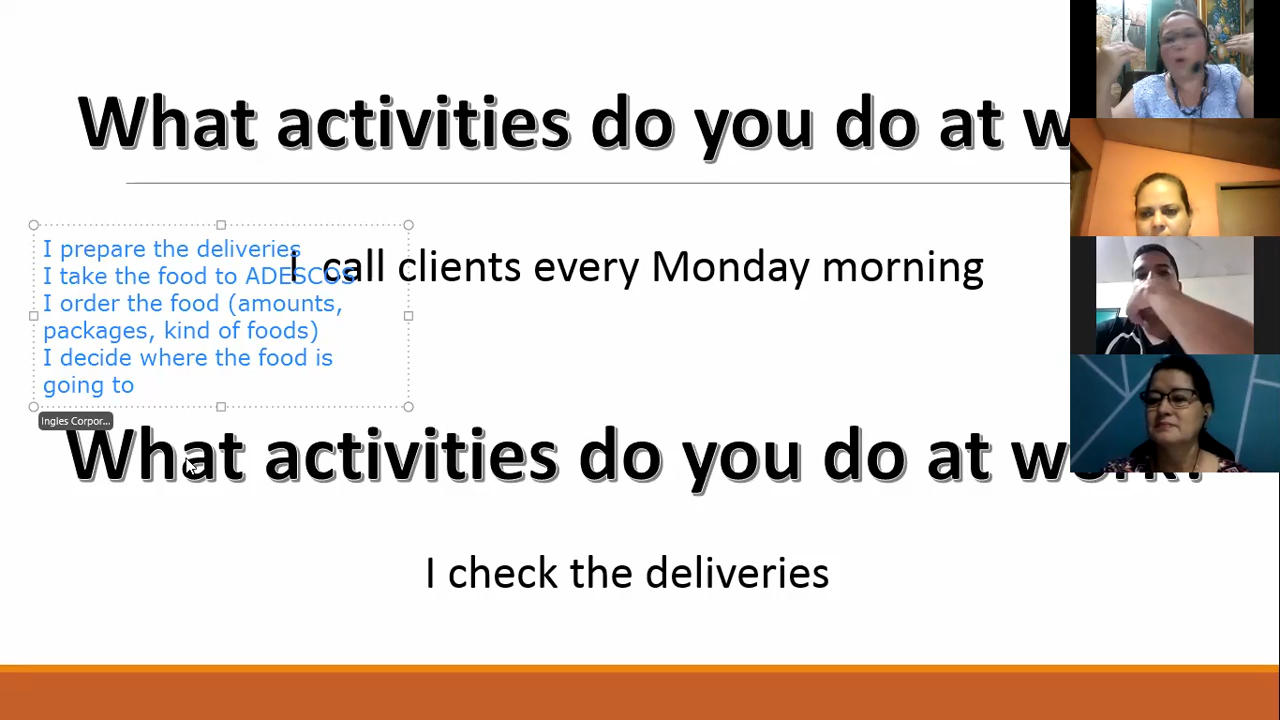 What activities do you do at w
I prepare the deliveries
I take the food to ADESCOS
I order the food (amounts,
packages, kind of foods)
I decide where the food is
going to
I call clients every Monday morning
Ingles Corpor...
What activities do you do at work?
I check the deliveries